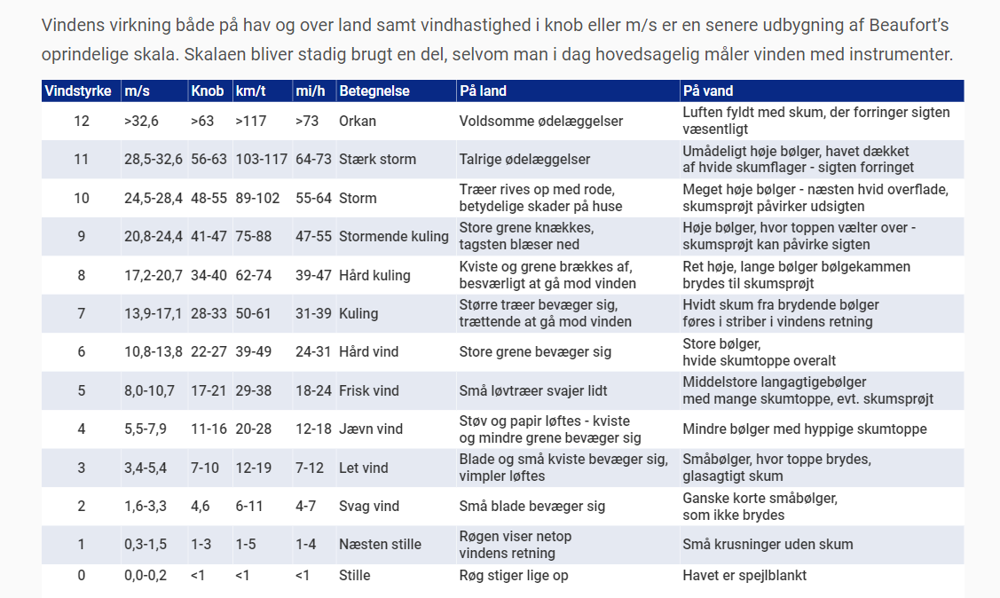 Vindens virkning både på hav og over land samt vindhastighed i knob eller m/s er en senere udbygning af Beaufort’s
oprindelige skala. Skalaen bliver stadig brugt en del, selvom man i dag hovedsagelig måler vinden med instrumenter.
Vindstyrke m/s Knob km/t mi/h Betegnelse På land På vand
12 >32,6 >63 >117 >73 Orkan Voldsomme ødelæggelser Luften fyldt med skum, der forringer sigten
væsentligt
11 28,5-32,6 56-63 103-117 64-73 Stærk storm Talrige ødelæggelser Umådeligt høje bølger, havet dækket
af hvide skumflager - sigten forringet
10 24,5-28,4 48-55 89-102 55-64 Storm Træer rives op med rode, Meget høje bølger - næsten hvid overflade,
betydelige skader på huse skumsprøjt påvirker udsigten
9 20,8-24,4 41-47 75-88 47-55 Stormende kuling Store grene knækkes, Høje bølger, hvor toppen vælter over -
tagsten blæser ned skumsprøjt kan påvirke sigten
8 17,2-20,7 34-40 62-74 39-47 Hård kuling Kviste og grene brækkes af, Ret høje, lange bølger bølgekammen
besværligt at gå mod vinden brydes til skumsprøjt
7 13,9-17,1 28-33 50-61 31-39 Kuling Større træer bevæger sig, Hvidt skum fra brydende bølger
trættende at gå mod vinden føres i striber i vindens retning
6 10,8-13,8 22-27 39-49 24-31 Hård vind Store grene bevæger sig Store bølger,
hvide skumtoppe overalt
5 8,0-10,7 17-21 29-38 18-24 Frisk vind Små løvtræer svajer lidt Middelstore langagtigebølger
med mange skumtoppe, evt. skumsprøjt
4 5,5-7,9 11-16 20-28 12-18 Jævn vind Støv og papir løftes - kviste Mindre bølger med hyppige skumtoppe
og mindre grene bevæger sig
3 3,4-5,4 7-10 12-19 7-12 Let vind Blade og små kviste bevæger sig, Småbølger, hvor toppe brydes,
vimpler løftes glasagtigt skum
2 1,6-3,3 4,6 6-11 4-7 Svag vind Små blade bevæger sig Ganske korte småbølger,
som ikke brydes
1 0,3-1,5 1-3 1-5 1-4 Næsten stille Røgen viser netop Små krusninger uden skum
vindens retning
0 0,0-0,2 <1 <1 <1 Stille Røg stiger lige op Havet er spejlblankt